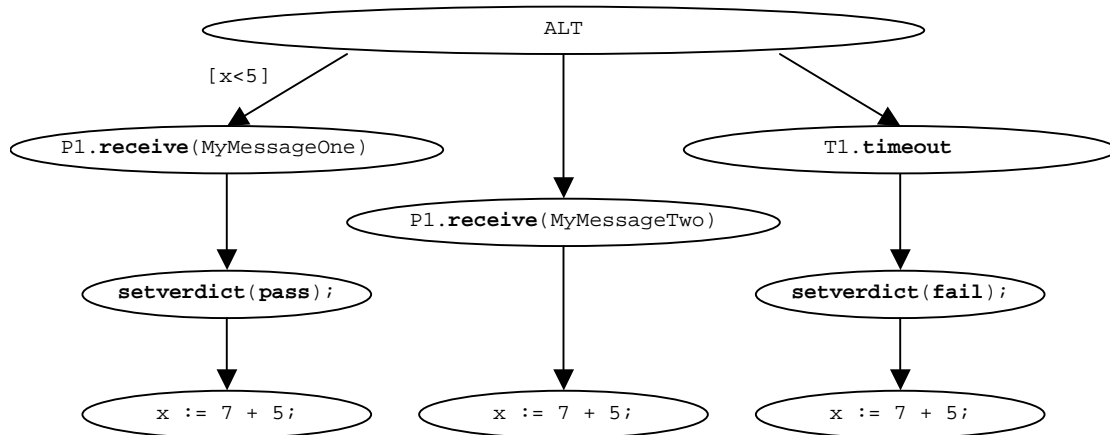 ALT
[x<5]
P1.receive(MyMessageOne)
T1.timeout
P1.receive(MyMessageTwo)
setverdict(pass);
setverdict(fail);
x := 7 + 5;
x := 7 + 5;
x := 7 + 5;